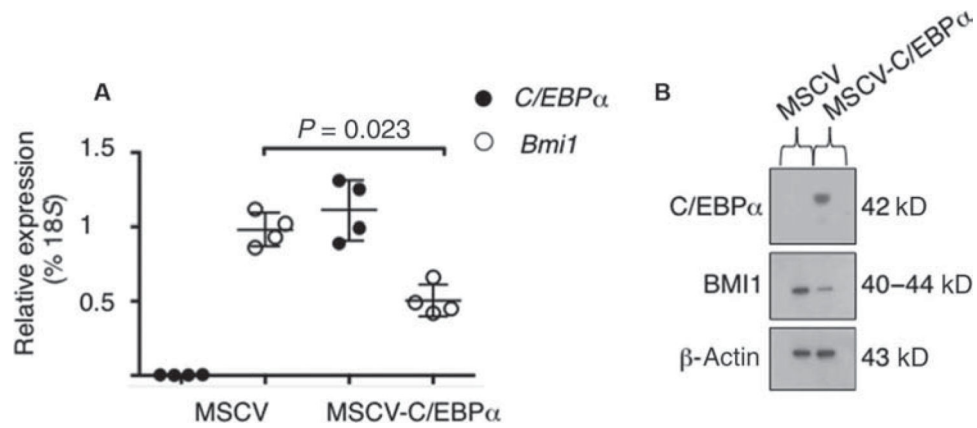 A
C/EBPα
Bmi1
P = 0.023
Relative expression
(% 18S)
1.5
1
0.5
0
MSCV
MSCV-C/EBPα
B
MSCV
MSCV-C/EBPα
C/EBPα
42 kD
BMI1
40–44 kD
β-Actin
43 kD